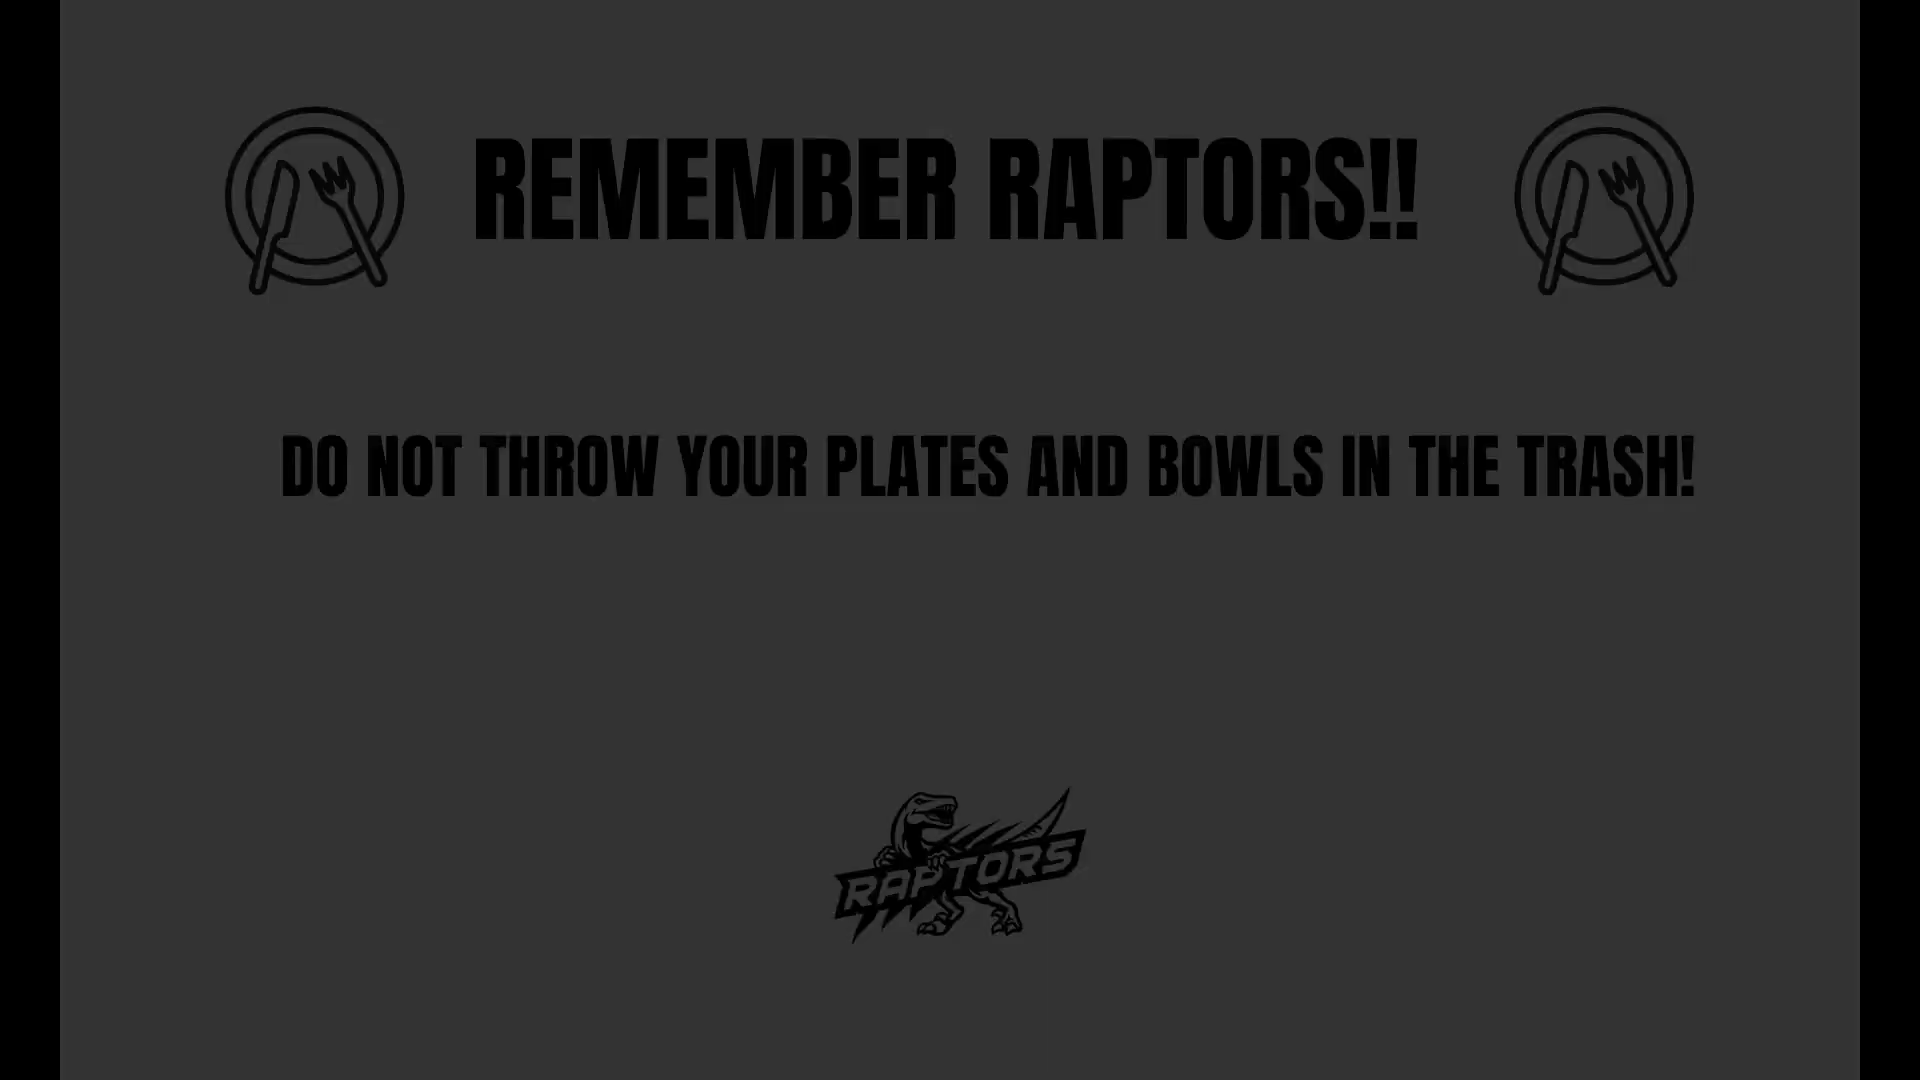 REMEMBER RAPTORS!!
DO NOT THROW YOUR PLATES AND BOWLS IN THE TRASH!
RAPTORS